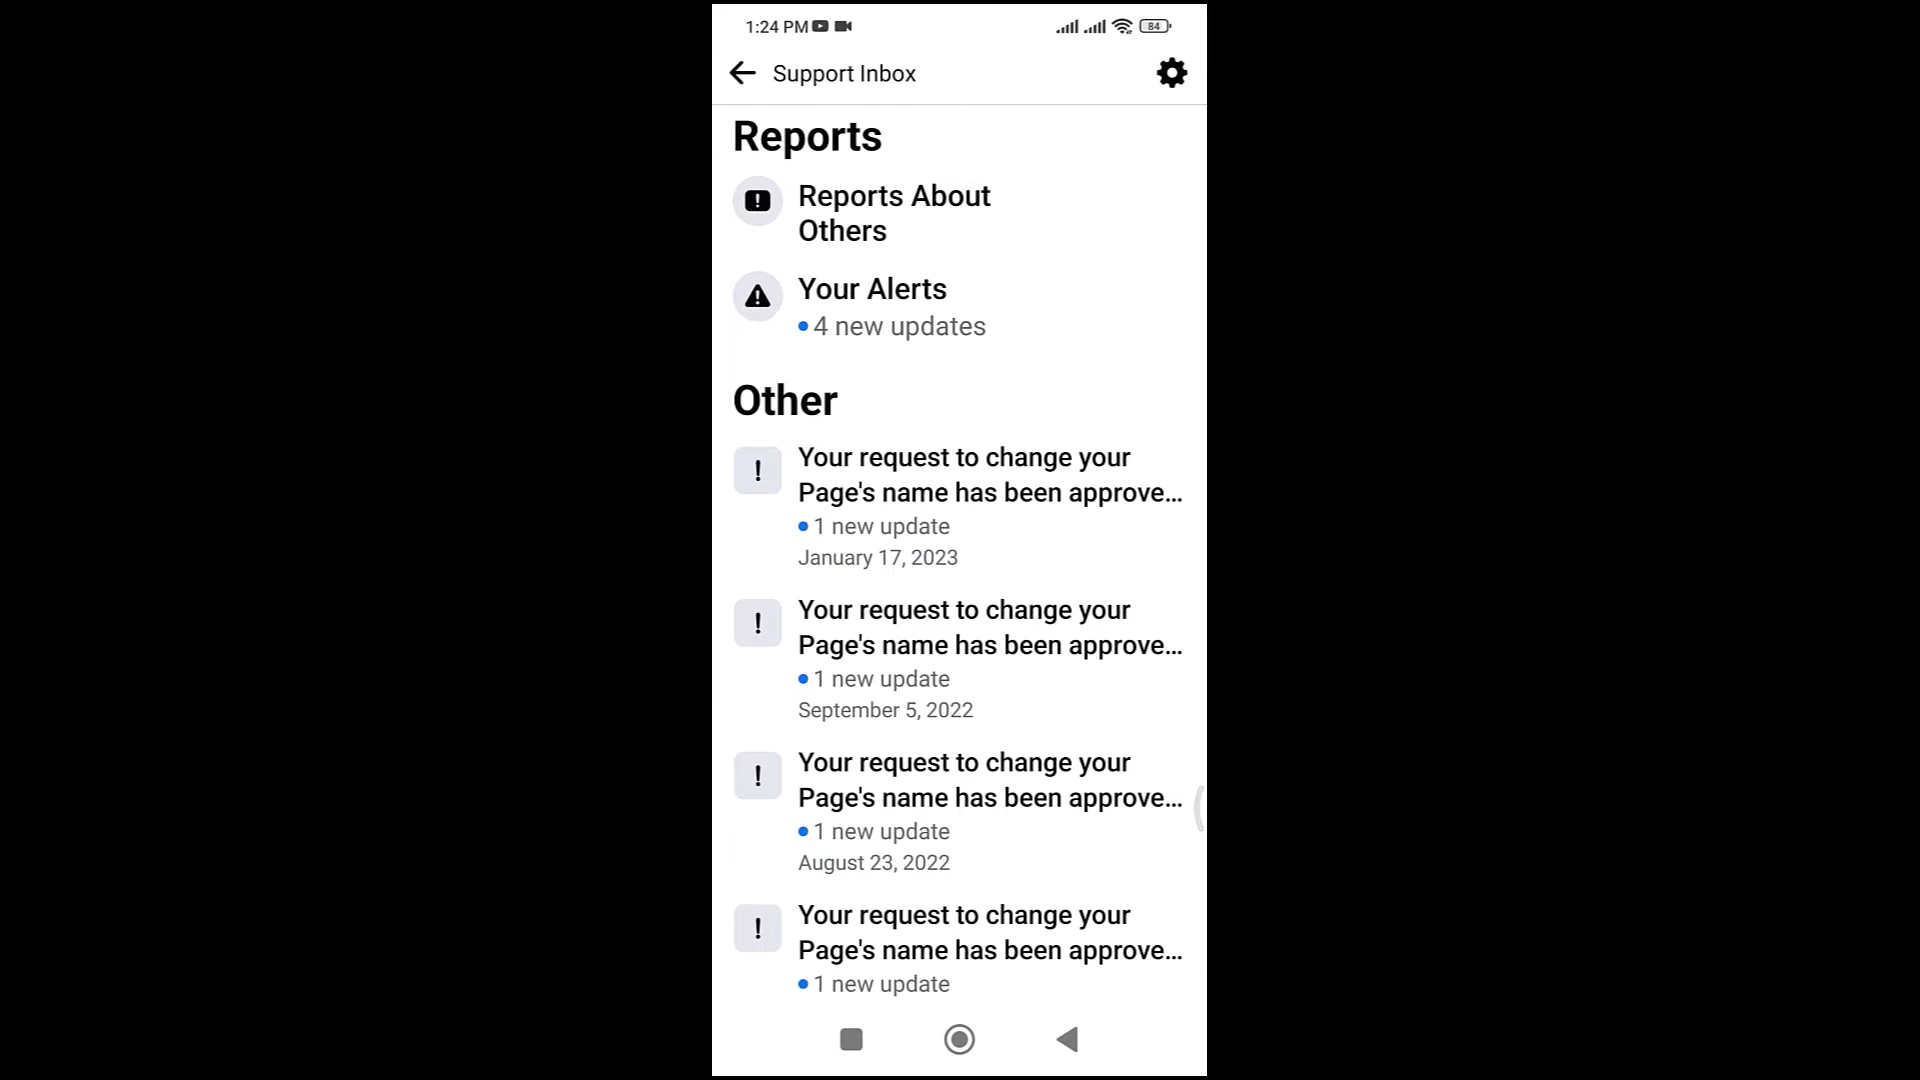 1:24 PM
84
Support Inbox
Reports
!
Reports About
Others
!
Your Alerts
4 new updates
Other
!
Your request to change your
Page's name has been approve...
1 new update
January 17, 2023
!
Your request to change your
Page's name has been approve...
1 new update
September 5, 2022
!
Your request to change your
Page's name has been approve...
1 new update
August 23, 2022
!
Your request to change your
Page's name has been approve...
1 new update